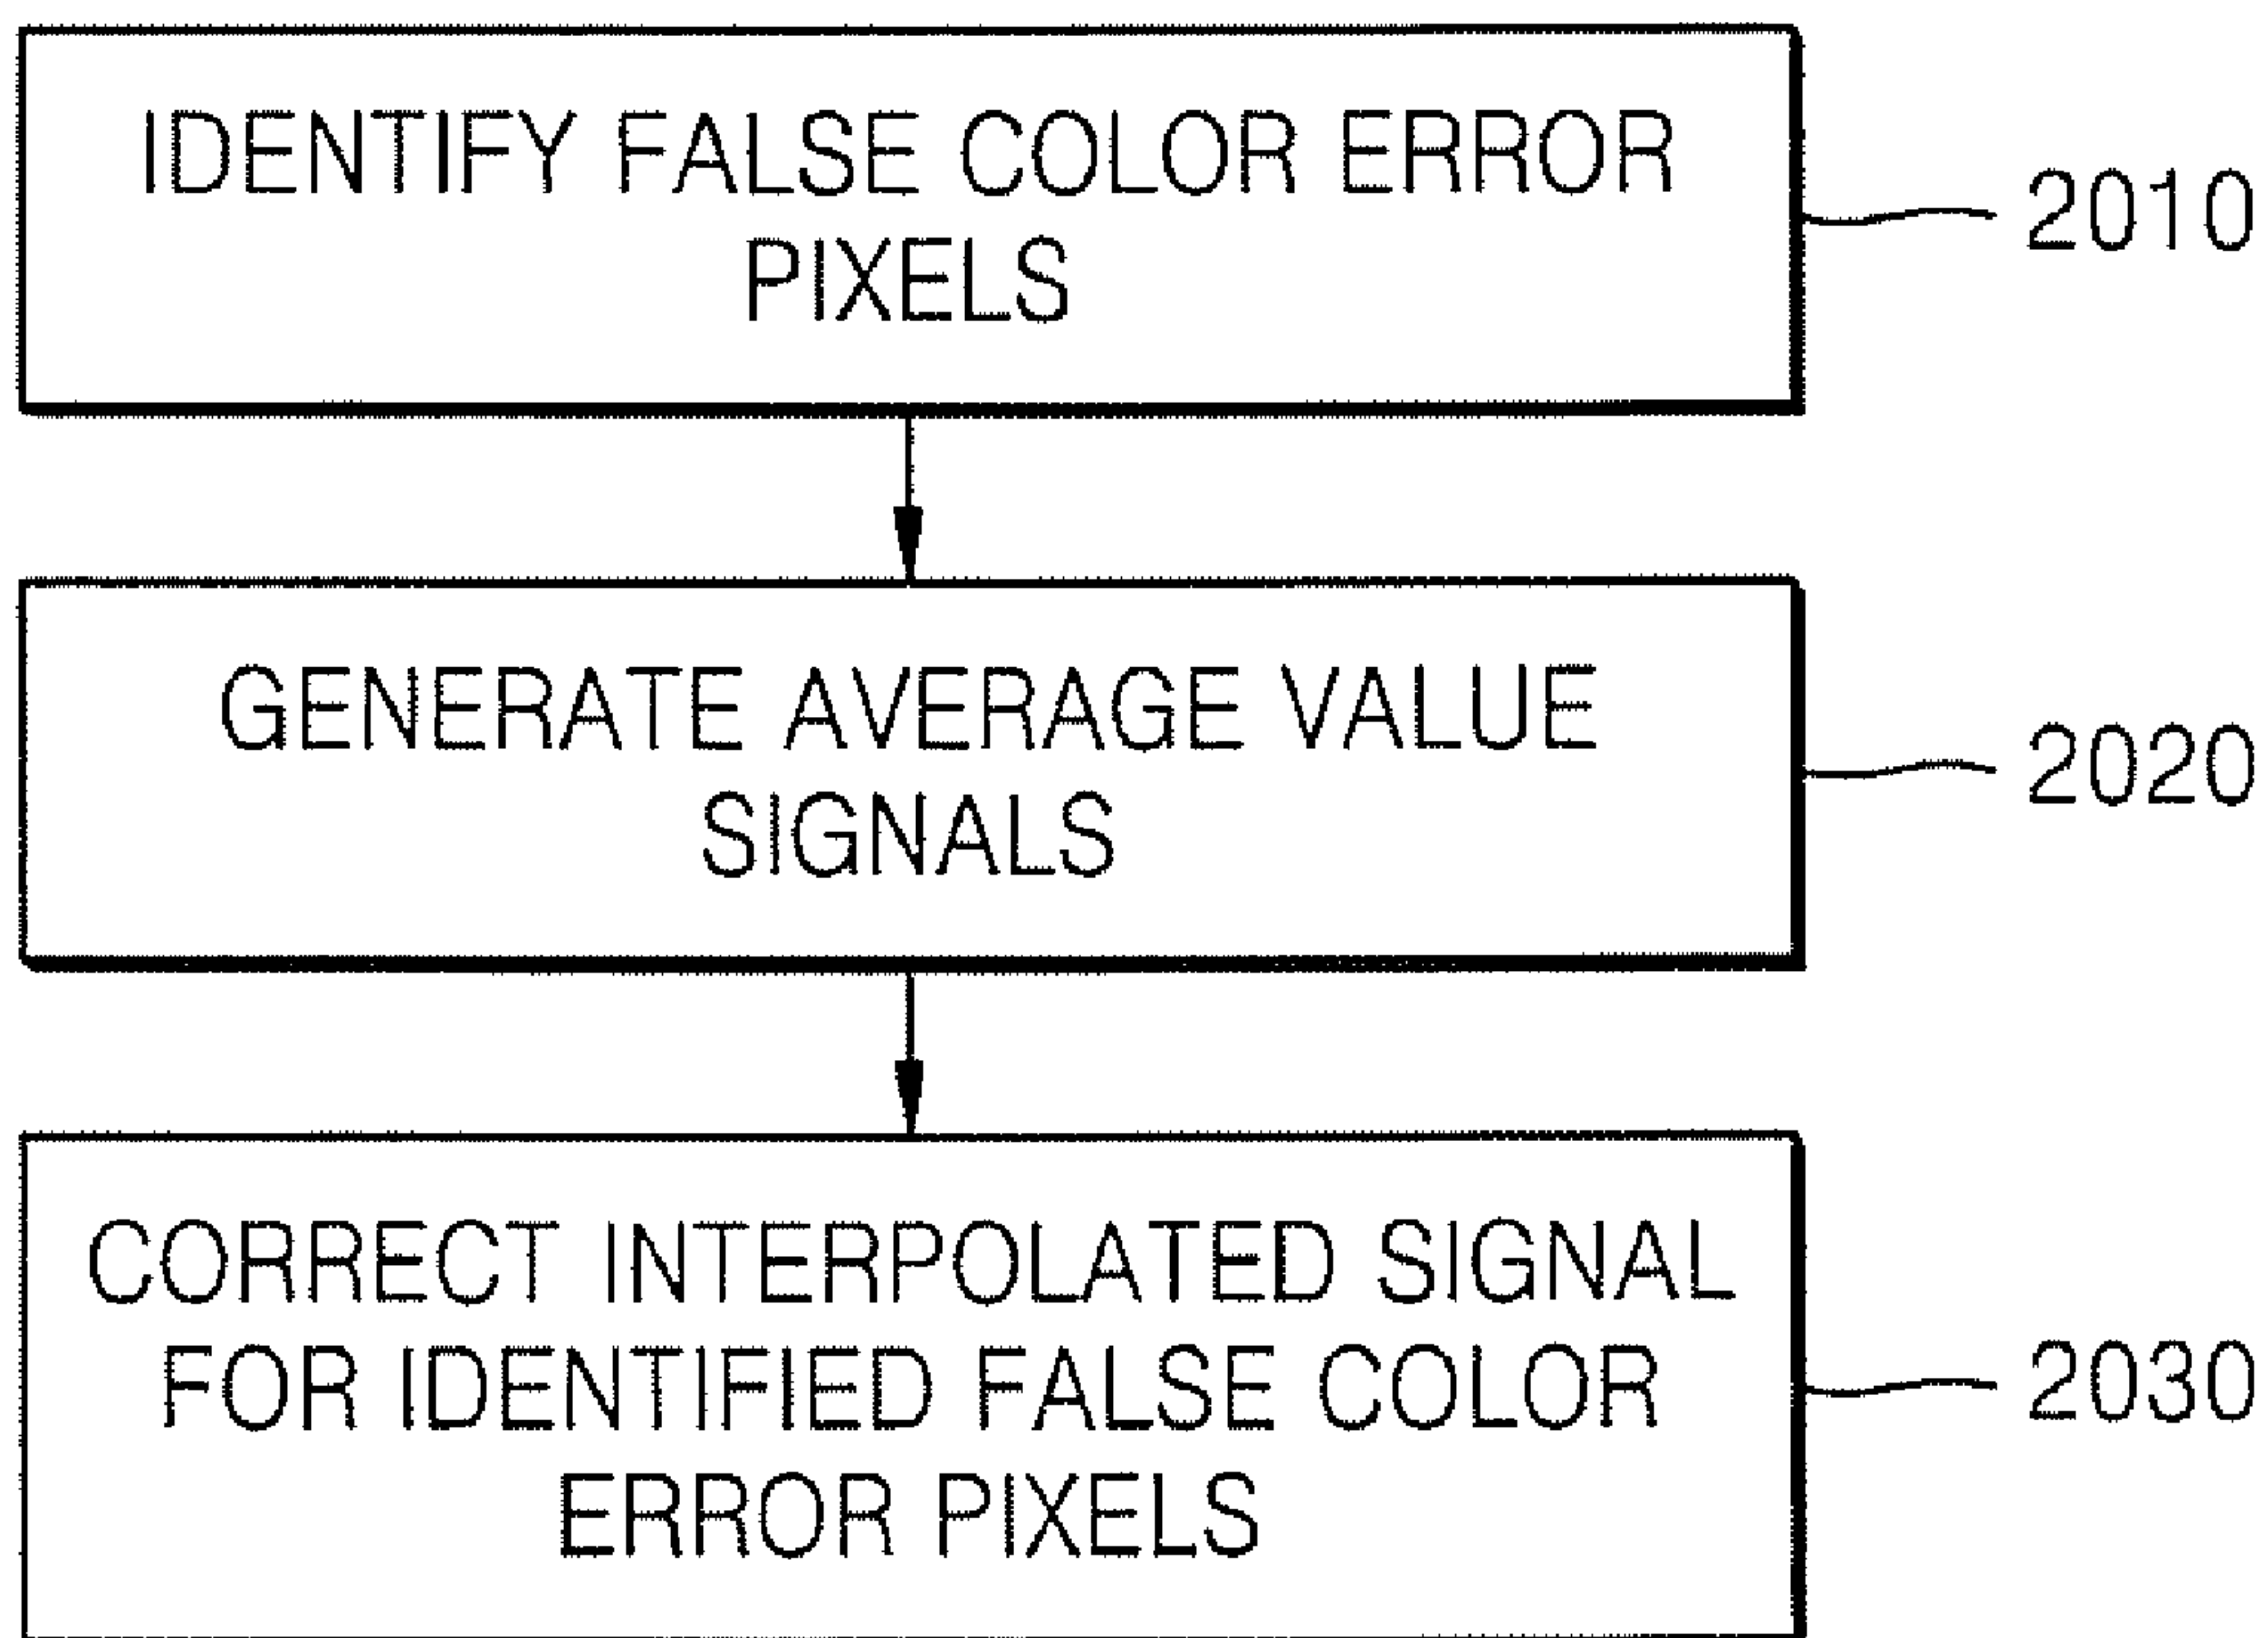 IDENTIFY FALSE COLOR ERROR
PIXELS
2010
GENERATE AVERAGE VALUE
SIGNALS
2020
CORRECT INTERPOLATED SIGNAL
FOR IDENTIFIED FALSE COLOR
ERROR PIXELS
2030